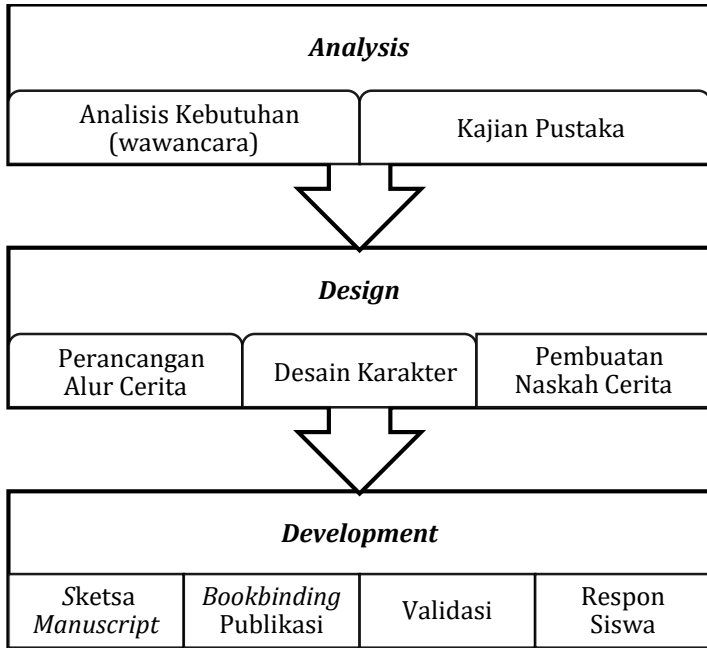 Analysis
Analisis Kebutuhan
(wawancara)
Kajian Pustaka
Design
Perancangan
Alur Cerita
Desain Karakter
Pembuatan
Naskah Cerita
Development
Sketsa
Manuscript
Bookbinding
Publikasi
Validasi
Respon
Siswa